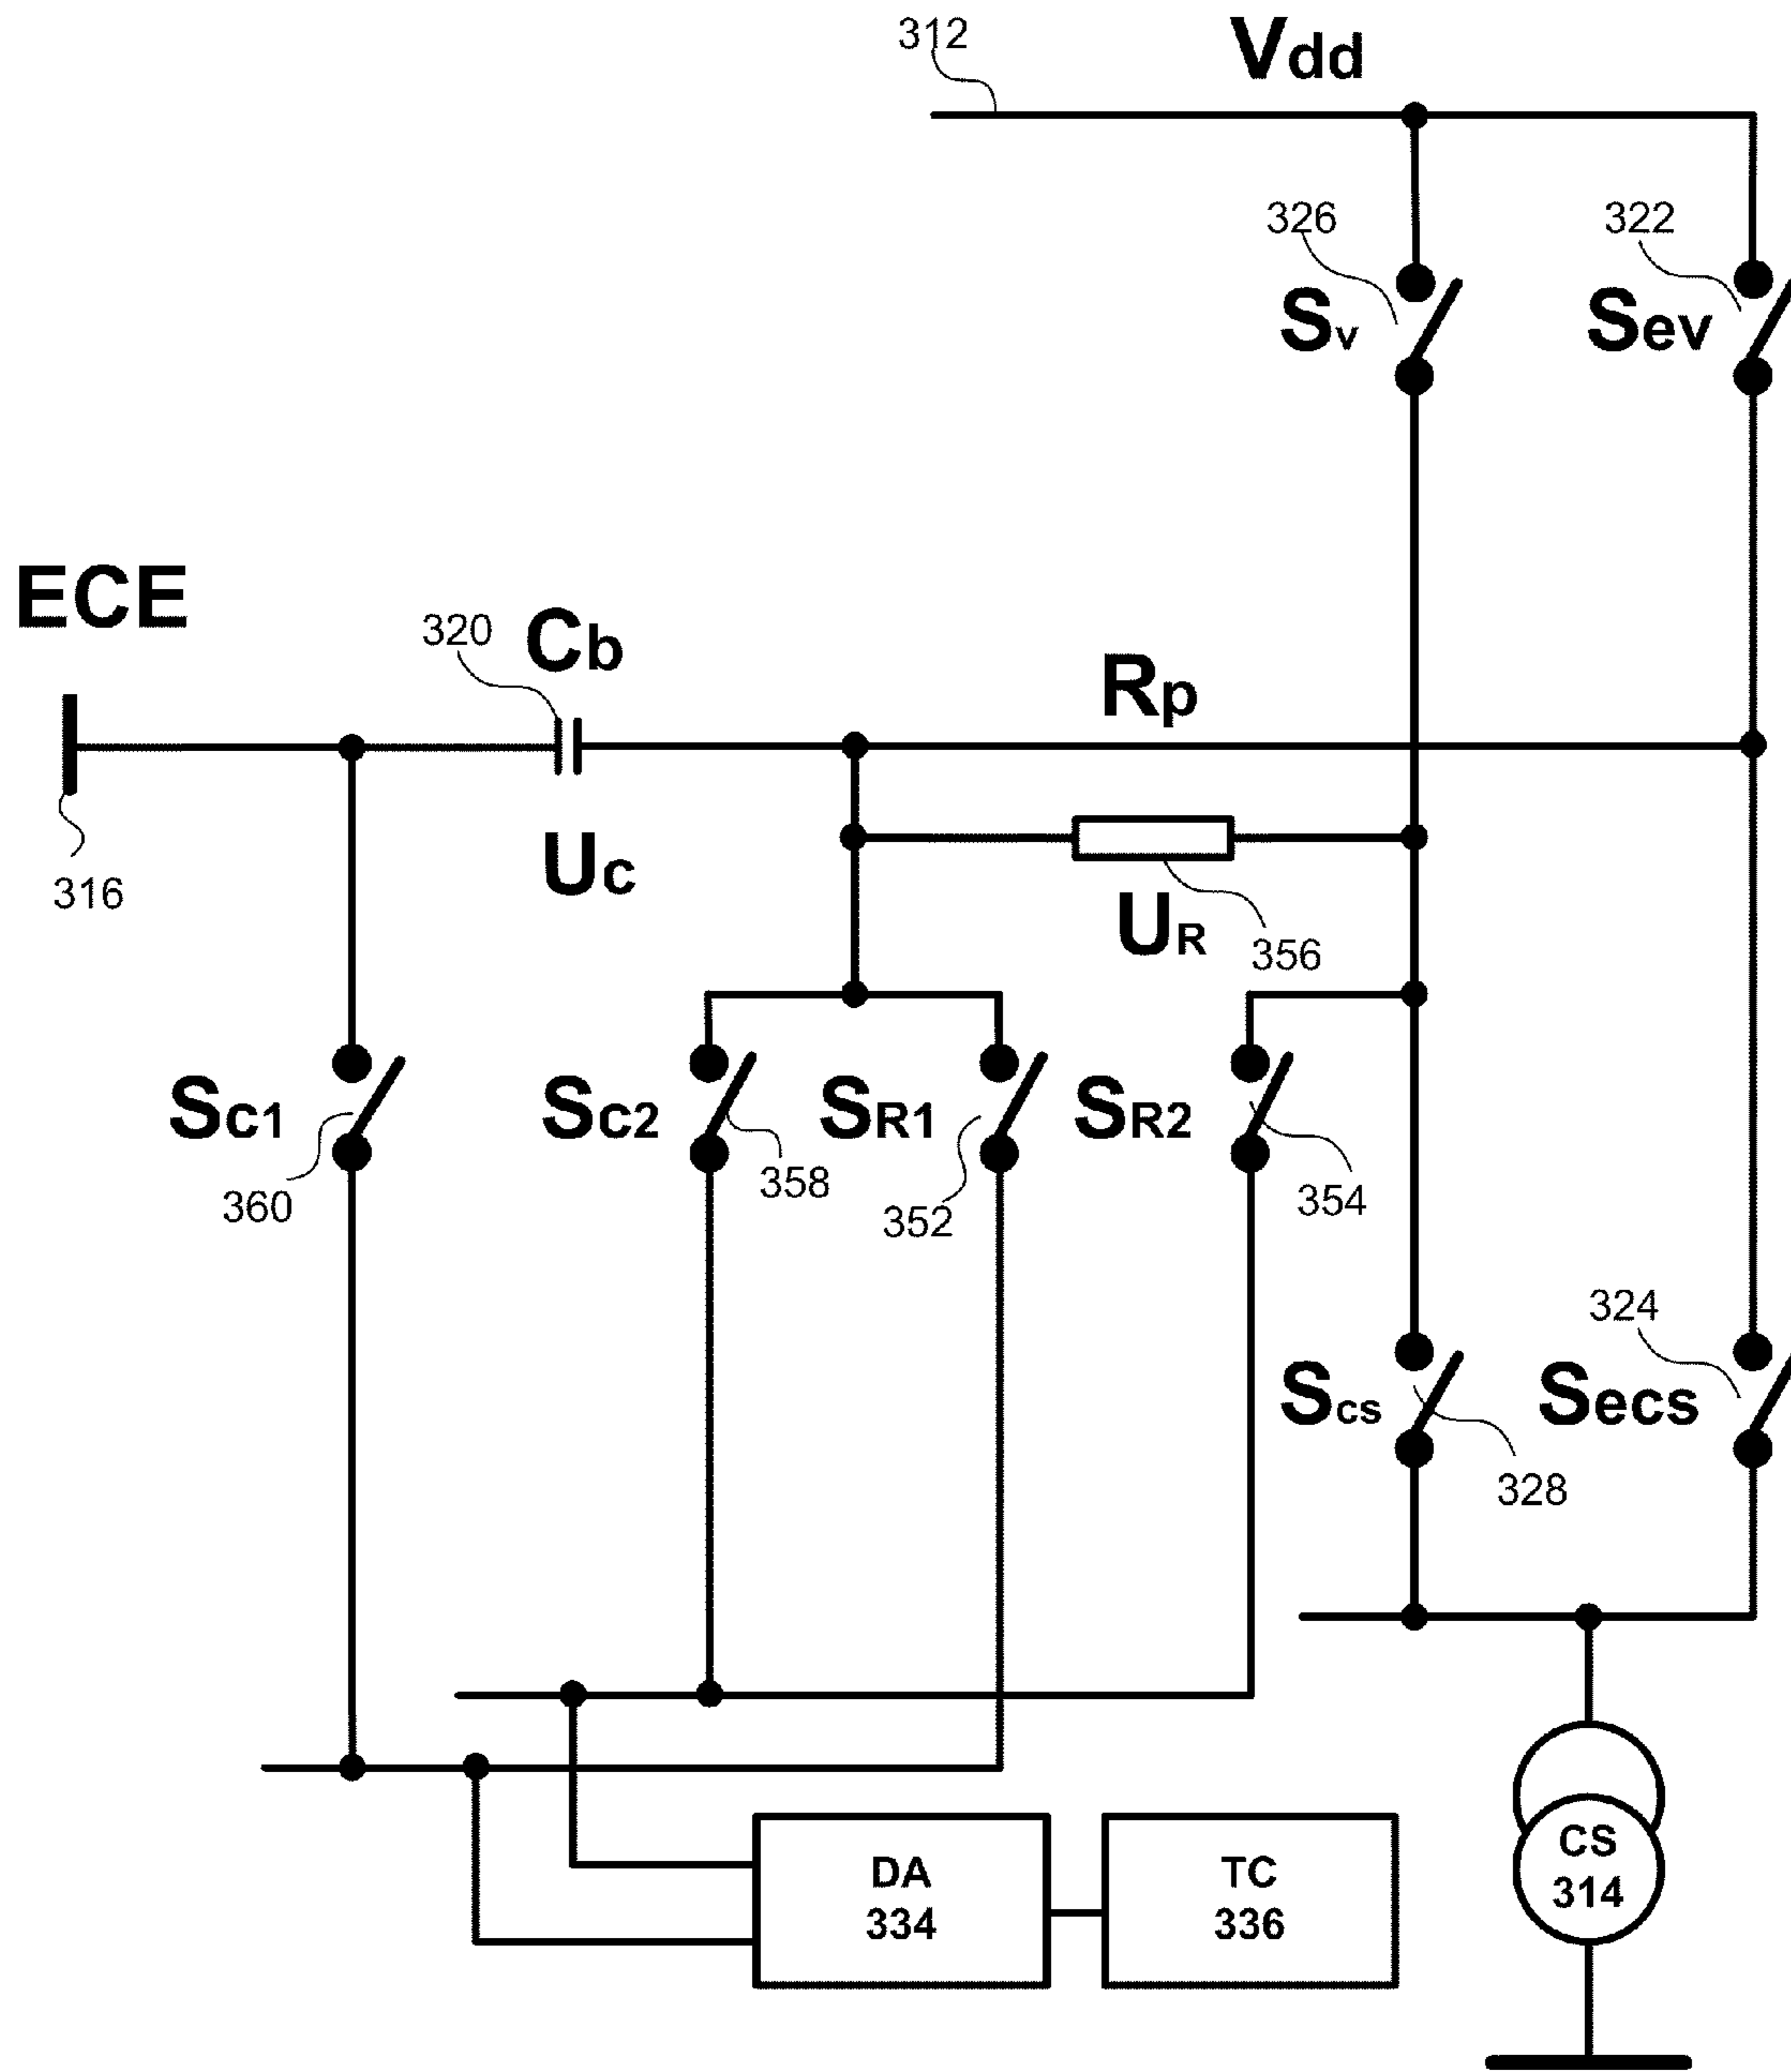 312
Vdd
326
322
Sv
Sev
ECE
320
Cb
Rp
316
Uc
UR
356
Sc1
Sc2
SR1
SR2
360
358
352
354
324
Scs
Secs
328
DA
334
TC
336
CS
314